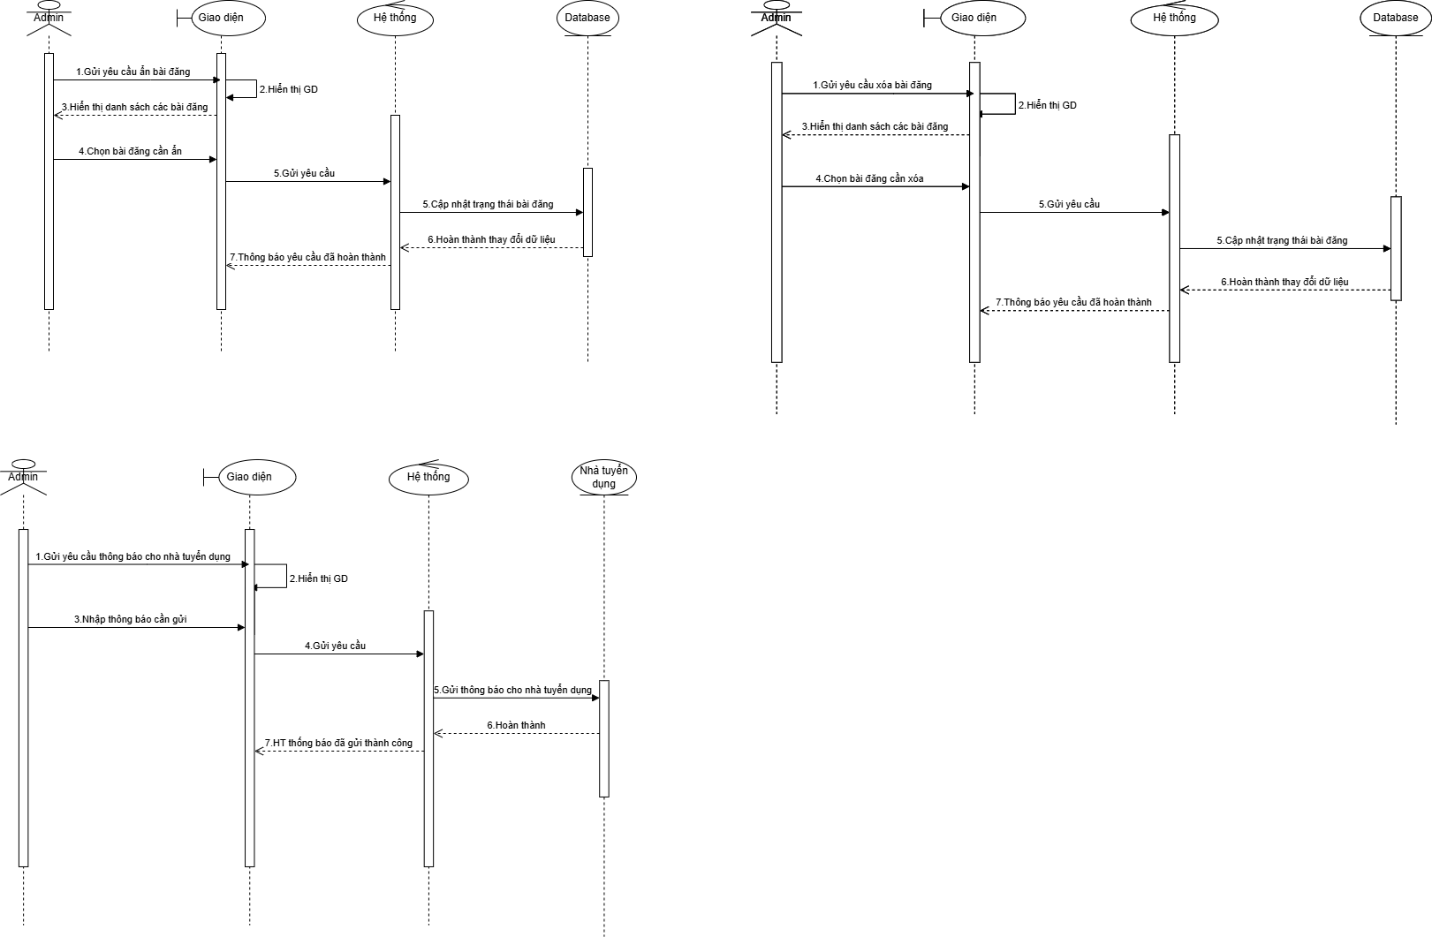 Admin
Giao diện
Hệ thống
Database
1.Gửi yêu cầu ẩn bài đăng
2.Hiển thị GD
3.Hiển thị danh sách các bài đăng
4.Chọn bài đăng cần ẩn
5.Gửi yêu cầu
5.Cập nhật trạng thái bài đăng
6.Hoàn thành thay đổi dữ liệu
7.Thông báo yêu cầu đã hoàn thành
Admin
Giao diện
Hệ thống
Database
1.Gửi yêu cầu xóa bài đăng
2.Hiển thị GD
3.Hiển thị danh sách các bài đăng
4.Chọn bài đăng cần xóa
5.Gửi yêu cầu
5.Cập nhật trạng thái bài đăng
6.Hoàn thành thay đổi dữ liệu
7.Thông báo yêu cầu đã hoàn thành
Admin
Giao diện
Hệ thống
Nhà tuyển
dụng
1.Gửi yêu cầu thông báo cho nhà tuyển dụng
2.Hiển thị GD
3.Nhập thông báo cần gửi
4.Gửi yêu cầu
5.Gửi thông báo cho nhà tuyển dụng
6.Hoàn thành
7.HT thống báo đã gửi thành công